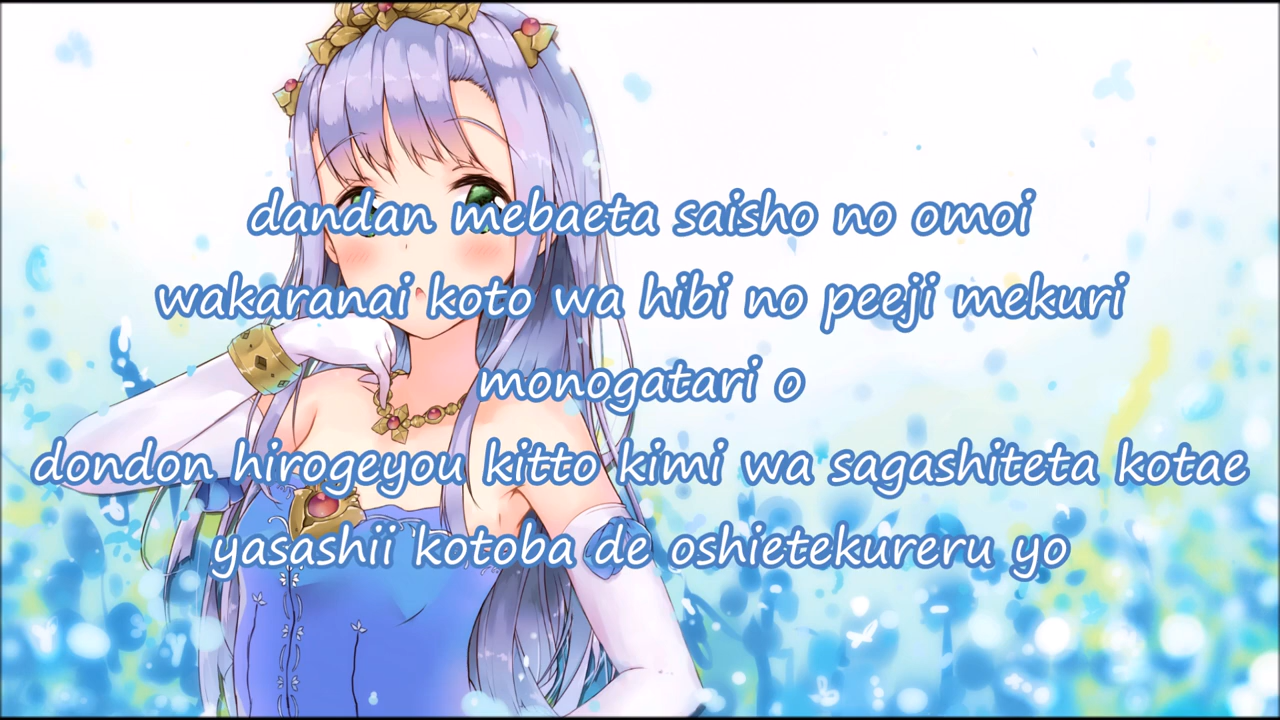 dandan mebaeta saisho no omoi
wakaranai koto wa hibi no peeji mekuri
monogatari o
dondon hirogeyou kitto kimi wa sagashiteta kotae
yasashii kotoba de oshietekureru yo